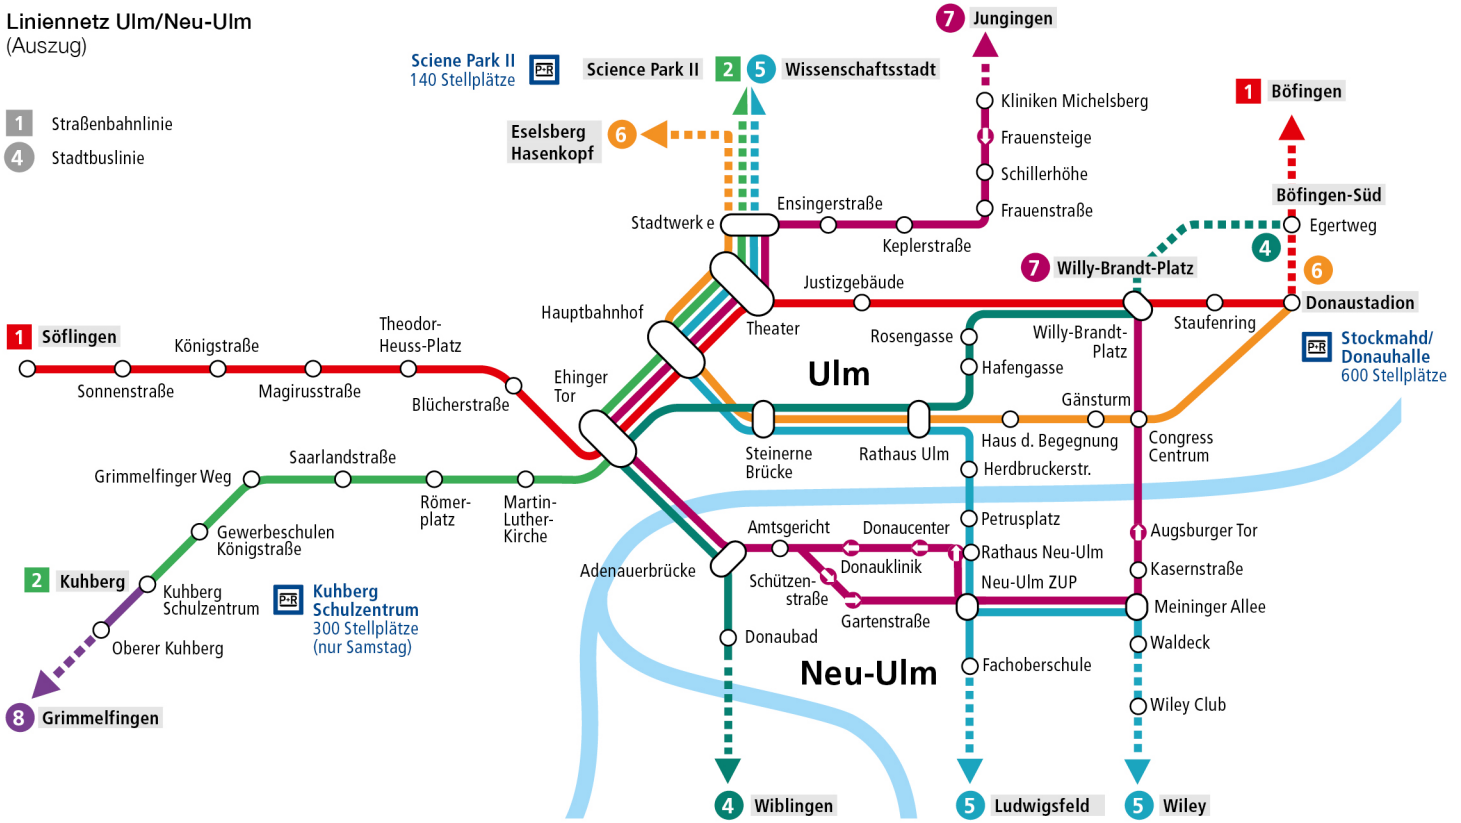 Liniennetz Ulm/Neu-Ulm
(Auszug)
1 Straßenbahnlinie
4 Stadtbuslinie
Sciene Park II
140 Stellplätze
P+R
Science Park II 2
5 Wissenschaftsstadt
Eselsberg
Hasenkopf
6
7 Jungingen
Kliniken Michelsberg
Frauensteige
Schillerhöhe
Frauenstraße
Ensingerstraße
Keplerstraße
Stadtwerk e
1 Böfingen
Böfingen-Süd
Egertweg
4
6
7 Willy-Brandt-Platz
Donaustadion
Justizgebäude
Staufenring
Willy-Brandt-
Platz
Theater
Hauptbahnhof
P+R
Stockmahd/
Donauhalle
600 Stellplätze
1 Söflingen
Sonnenstraße
Königstraße
Magirusstraße
Theodor-
Heuss-Platz
Blücherstraße
Ehinger
Tor
Ulm
Rosengasse
Hafengasse
Gänsturm
Haus d. Begegnung
Congress
Centrum
Steinerne
Brücke
Rathaus Ulm
Herdbruckerstr.
Grimmelfinger Weg
Saarlandstraße
Römer-
platz
Martin-
Luther-
Kirche
Gewerbeschulen
Königstraße
2 Kuhberg
Kuhberg
Schulzentrum
P+R
Kuhberg
Schulzentrum
300 Stellplätze
(nur Samstag)
Oberer Kuhberg
8 Grimmelfingen
Petrusplatz
Augsburger Tor
Amtsgericht
Donaucenter
Rathaus Neu-Ulm
Donauklinik
Adenauerbrücke
Schützen-
straße
Neu-Ulm ZUP
Kasernstraße
Gartenstraße
Meininger Allee
Donaubad
Waldeck
Neu-Ulm
Fachoberschule
Wiley Club
4 Wiblingen
5 Ludwigsfeld
5 Wiley